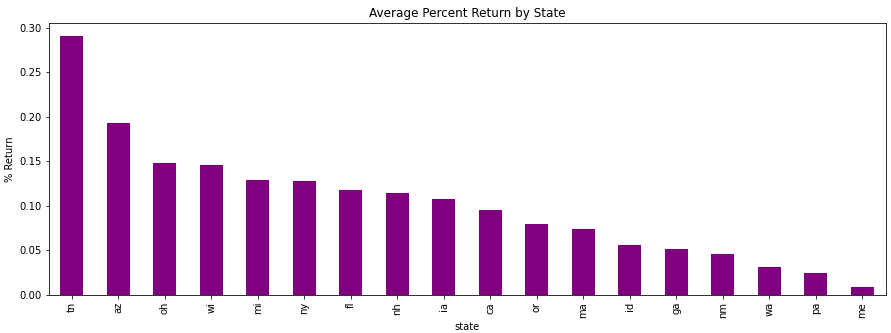 Average Percent Return by State
% Return
0.30
0.25
0.20
0.15
0.10
0.05
0.00
tn az oh wi mi ny fl nh ia ca or ma id ga nm wa pa me
state